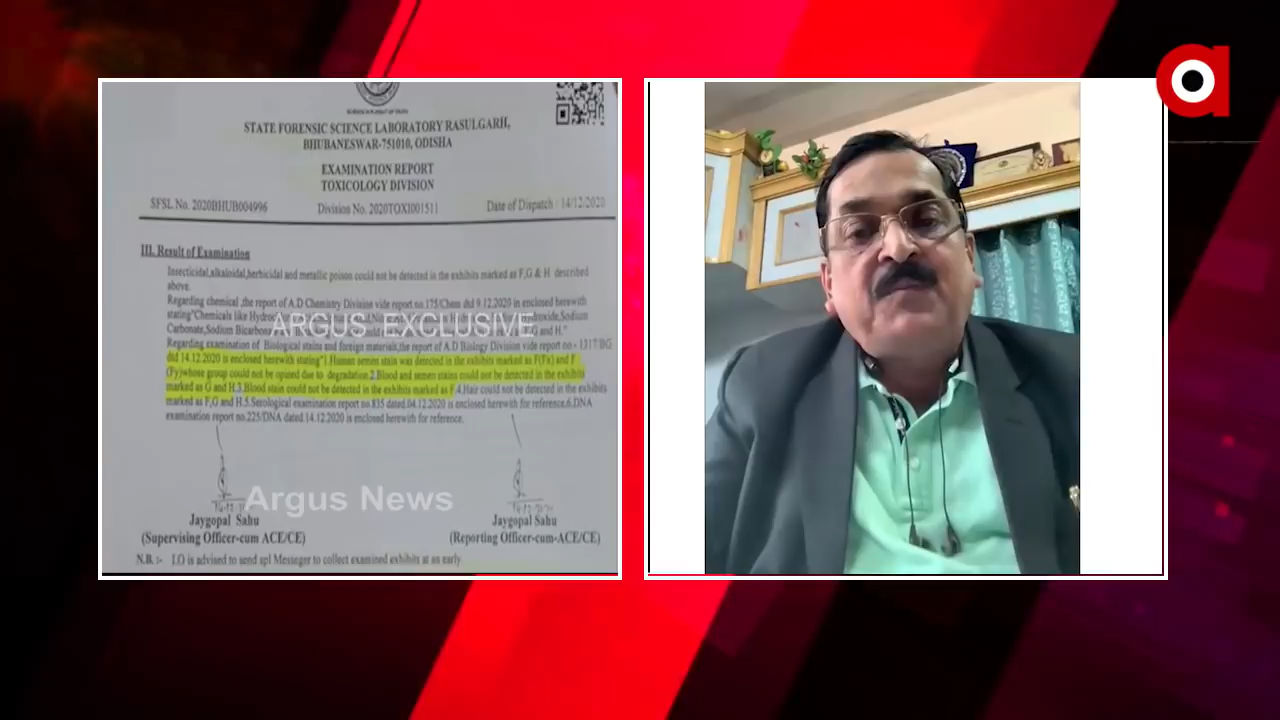 STATE FORENSIC SCIENCE LABORATORY RASULGARH,
BHUBANESWAR-751010, ODISHA
EXAMINATION REPORT
TOXICOLOGY DIVISION
SFSL No. 2020BHUB004996 Division No. 2020TOXI001511 Date of Dispatch : 14/12/2020
III. Result of Examination
Insecticidal,alkaloidal,herbicidal and metallic poison could not be detected in the exhibits marked as F,G & H described
above.
Regarding chemical ,the report of A.D Chemistry Division vide report no.175/Chem dtd 9.12.2020 in enclosed herewith
stating"Chemicals like
Carbonate,Sodium
Regarding examination of Biological stains and foreign materials,the report of A.D Biology Division vide report no - 1317/BG
dtd 14.12.2020 is enclosed herewith stating"1.Human semen stain was detected in the exhibits marked as F(Fx) and F
(Fy)whose group could not be opined due to degradation 2.Blood and semen stains could not be detected in the exhibits
marked as G and H.3.Blood stain could not be detected in the exhibits marked as F.4.Hair could not be detected in the exhibits
marked as F,G and H.5.Serological examination report no.835 dated.04.12.2020 is enclosed herewith for reference.6.DNA
examination report no.225/DNA dated.14.12.2020 is enclosed herewith for reference.
ARGUS EXCLUSIVE
Argus News
Jaygopal Sahu Jaygopal Sahu
(Supervising Officer-cum ACE/CE) (Reporting Officer-cum-ACE/CE)
N.B. :- I.O is advised to send spl Messeger to collect examined exhibits at an early
a